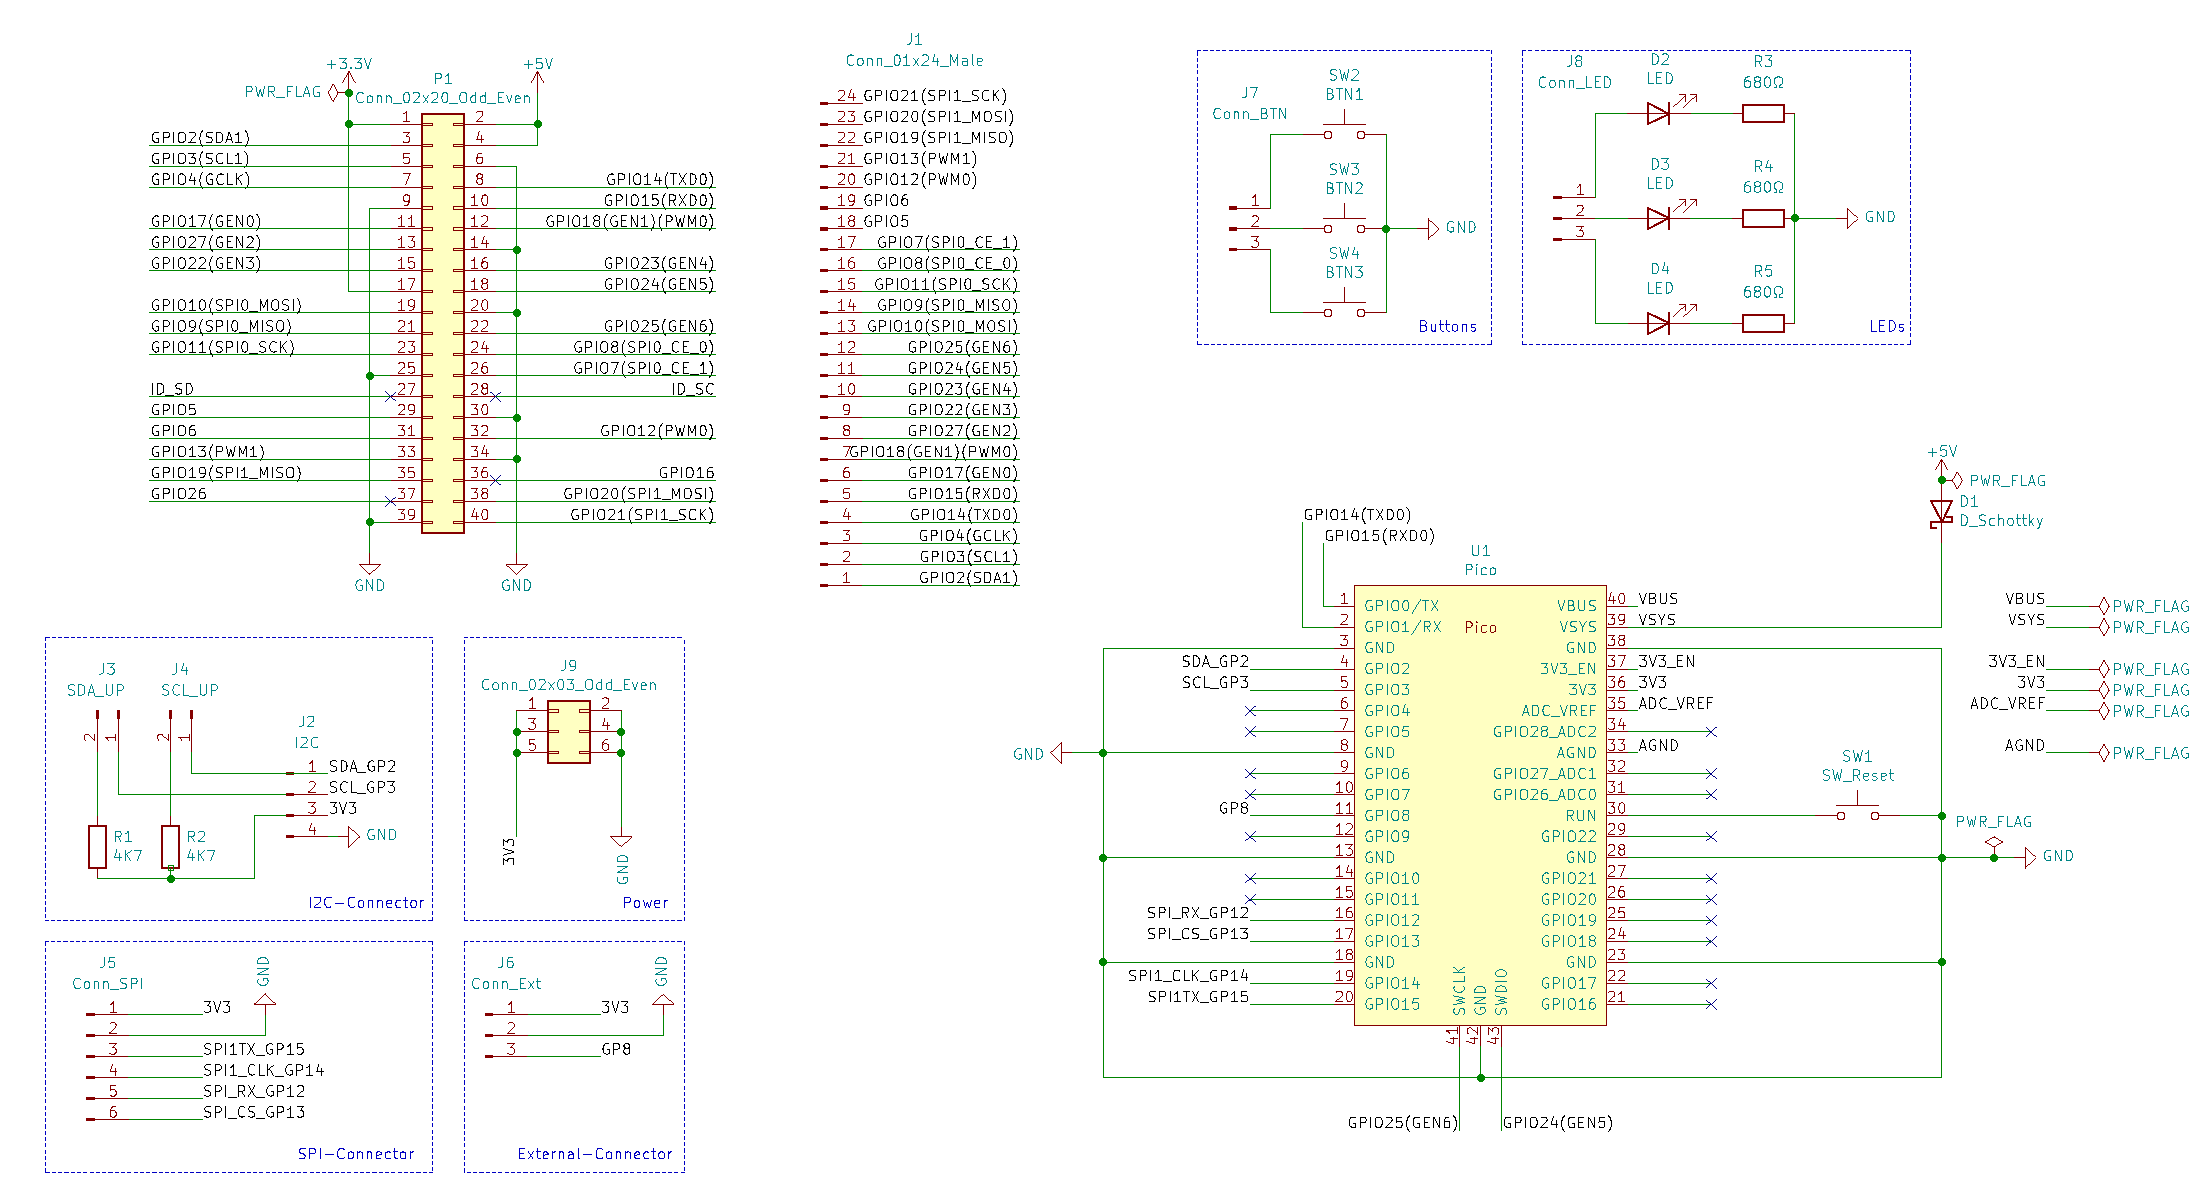 +3.3V
PWR_FLAG
P1
Conn_02x20_Odd_Even
+5V
1 2
GPIO2(SDA1) 3 4
GPIO3(SCL1) 5 6
GPIO4(GCLK) 7 8 GPIO14(TXD0)
9 10 GPIO15(RXD0)
GPIO17(GEN0) 11 12 GPIO18(GEN1)(PWM0)
GPIO27(GEN2) 13 14
GPIO22(GEN3) 15 16 GPIO23(GEN4)
17 18 GPIO24(GEN5)
GPIO10(SPI0_MOSI) 19 20
GPIO9(SPI0_MISO) 21 22 GPIO25(GEN6)
GPIO11(SPI0_SCK) 23 24 GPIO8(SPI0_CE_0)
25 26 GPIO7(SPI0_CE_1)
ID_SD 27 28 ID_SC
GPIO5 29 30
GPIO6 31 32 GPIO12(PWM0)
GPIO13(PWM1) 33 34
GPIO19(SPI1_MISO) 35 36 GPIO16
GPIO26 37 38 GPIO20(SPI1_MOSI)
39 40 GPIO21(SPI1_SCK)
GND
GND
J1
Conn_01x24_Male
24 GPIO21(SPI1_SCK)
23 GPIO20(SPI1_MOSI)
22 GPIO19(SPI1_MISO)
21 GPIO13(PWM1)
20 GPIO12(PWM0)
19 GPIO6
18 GPIO5
17 GPIO7(SPI0_CE_1)
16 GPIO8(SPI0_CE_0)
15 GPIO11(SPI0_SCK)
14 GPIO9(SPI0_MISO)
13 GPIO10(SPI0_MOSI)
12 GPIO25(GEN6)
11 GPIO24(GEN5)
10 GPIO23(GEN4)
9 GPIO22(GEN3)
8 GPIO27(GEN2)
7 GPIO18(GEN1)(PWM0)
6 GPIO17(GEN0)
5 GPIO15(RXD0)
4 GPIO14(TXD0)
3 GPIO4(GCLK)
2 GPIO3(SCL1)
1 GPIO2(SDA1)
J7
Conn_BTN
1
2
3
SW2
BTN1
SW3
BTN2
SW4
BTN3
GND
Buttons
J8
Conn_LED
1
2
3
D2
LED
D3
LED
D4
LED
R3
680Ω
R4
680Ω
R5
680Ω
GND
LEDs
J3
SDA_UP
J4
SCL_UP
2 1 2 1
J2
I2C
1 SDA_GP2
2 SCL_GP3
3 3V3
4 GND
R1
4K7
R2
4K7
I2C-Connector
J9
Conn_02x03_Odd_Even
1 2
3 4
5 6
3V3
GND
Power
J5
Conn_SPI
GND
1 3V3
2
3 SPI1TX_GP15
4 SPI1_CLK_GP14
5 SPI_RX_GP12
6 SPI_CS_GP13
SPI-Connector
J6
Conn_Ext
GND
1 3V3
2
3 GP8
External-Connector
GPIO14(TXD0)
GPIO15(RXD0)
U1
Pico
Pico
1 GPIO0/TX VBUS 40 VBUS
2 GPIO1/RX VSYS 39 VSYS
3 GND GND 38
SDA_GP2 4 GPIO2 3V3_EN 37 3V3_EN
SCL_GP3 5 GPIO3 3V3 36 3V3
6 GPIO4 ADC_VREF 35 ADC_VREF
7 GPIO5 GPIO28_ADC2 34
GND 8 GND AGND 33 AGND
9 GPIO6 GPIO27_ADC1 32
10 GPIO7 GPIO26_ADC0 31
GP8 11 GPIO8 RUN 30
12 GPIO9 GPIO22 29
13 GND GND 28
14 GPIO10 GPIO21 27
15 GPIO11 GPIO20 26
SPI_RX_GP12 16 GPIO12 GPIO19 25
SPI_CS_GP13 17 GPIO13 GPIO18 24
18 GND GND 23
SPI1_CLK_GP14 19 GPIO14 GPIO17 22
SPI1TX_GP15 20 GPIO15 GPIO16 21
SWCLK GND SWDIO
41 42 43
GPIO25(GEN6) GPIO24(GEN5)
+5V
PWR_FLAG
D1
D_Schottky
SW1
SW_Reset
PWR_FLAG
GND
VBUS PWR_FLAG
VSYS PWR_FLAG
3V3_EN PWR_FLAG
3V3 PWR_FLAG
ADC_VREF PWR_FLAG
AGND PWR_FLAG